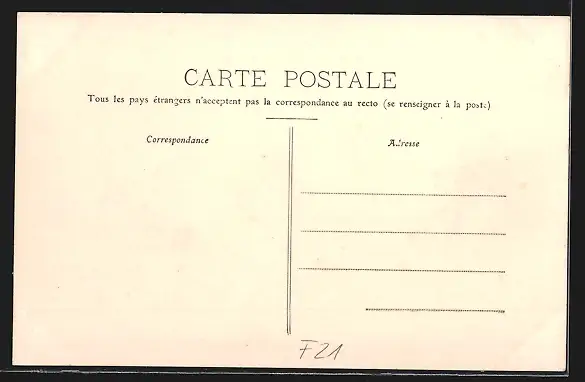 CARTE POSTALE
Tous les pays étrangers n'acceptent pas la correspondance au recto (se renseigner à la poste)
Correspondance
Adresse
F21